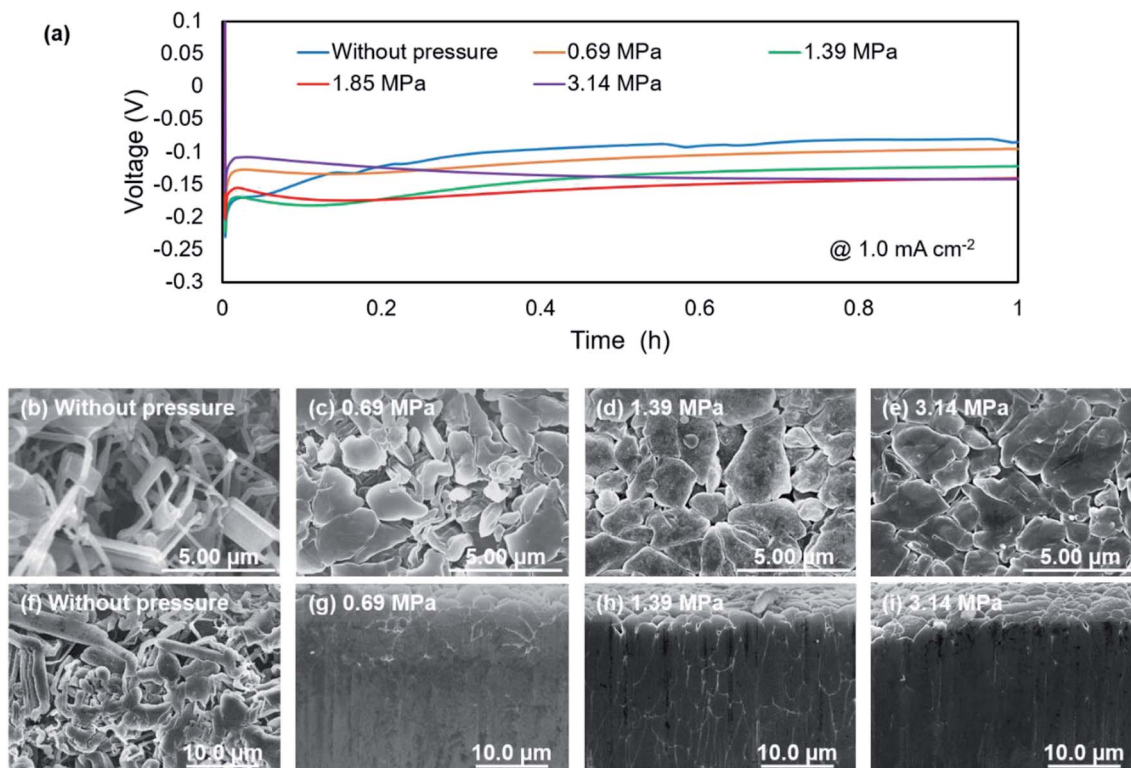 (a)
0.1
0.05
0
-0.05
-0.1
-0.15
-0.2
-0.25
-0.3
Voltage (V)
Without pressure 0.69 MPa 1.39 MPa
1.85 MPa 3.14 MPa
@ 1.0 mA cm⁻²
0 0.2 0.4 0.6 0.8 1
Time (h)
(b) Without pressure
5.00 µm
(c) 0.69 MPa
5.00 µm
(d) 1.39 MPa
5.00 µm
(e) 3.14 MPa
5.00 µm
(f) Without pressure
10.0 µm
(g) 0.69 MPa
10.0 µm
(h) 1.39 MPa
10.0 µm
(i) 3.14 MPa
10.0 µm